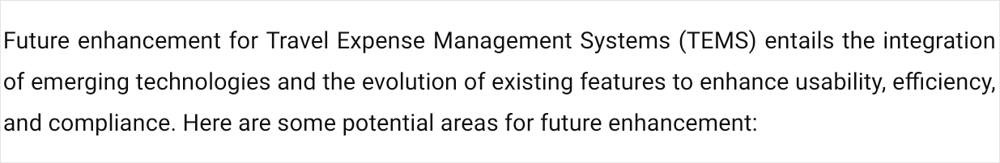 Future enhancement for Travel Expense Management Systems (TEMS) entails the integration
of emerging technologies and the evolution of existing features to enhance usability, efficiency,
and compliance. Here are some potential areas for future enhancement: